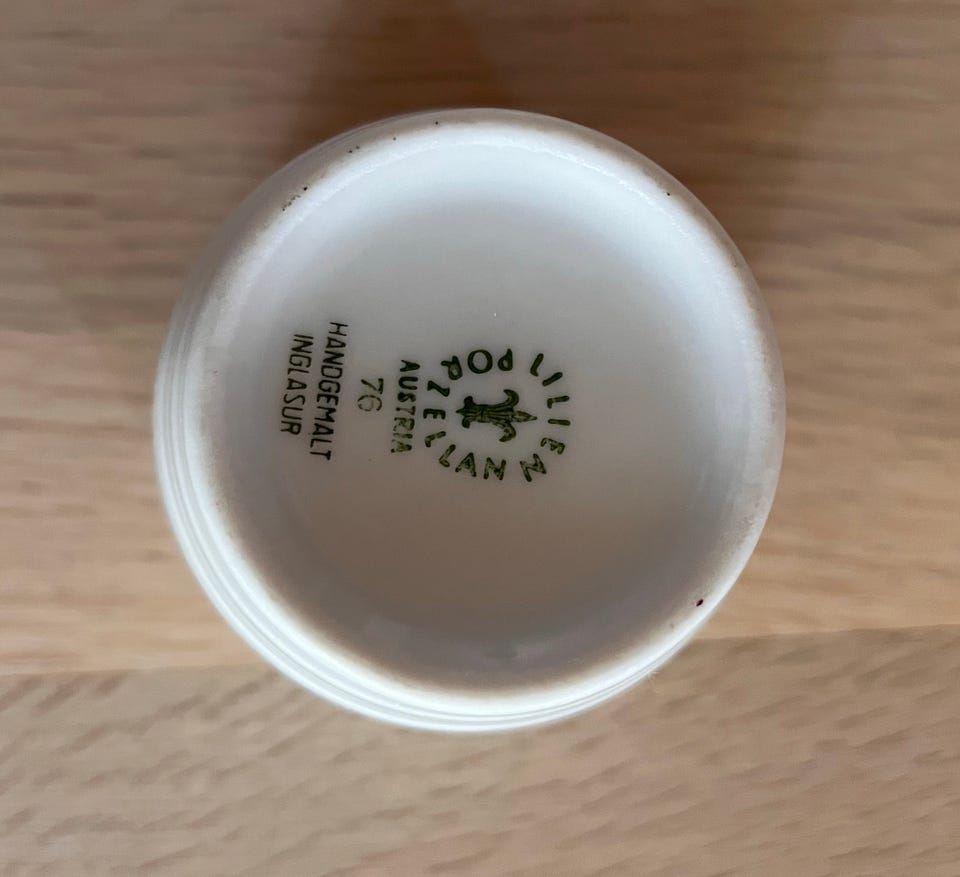 LILIEN
PORZELLAN
AUSTRIA
76
HANDGEMALT
INGLASUR